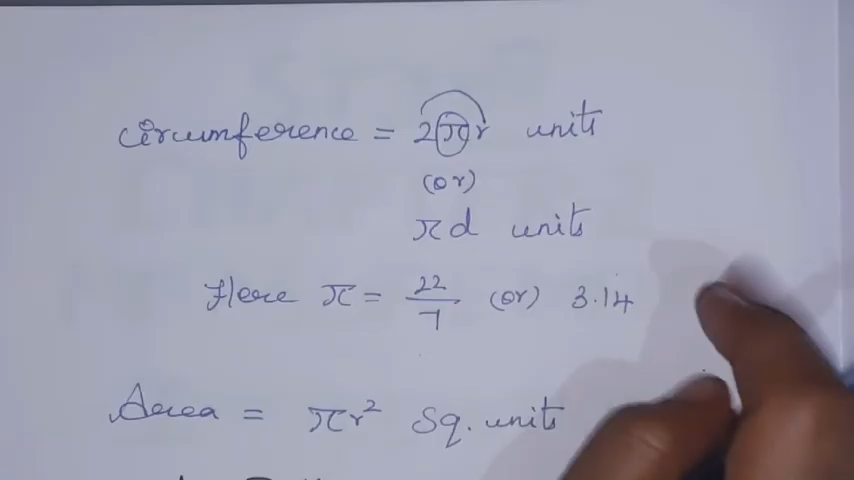 Circumference = 2πr units
(or)
πd units
Here π = 22/7 (or) 3.14
Area = πr² Sq. units